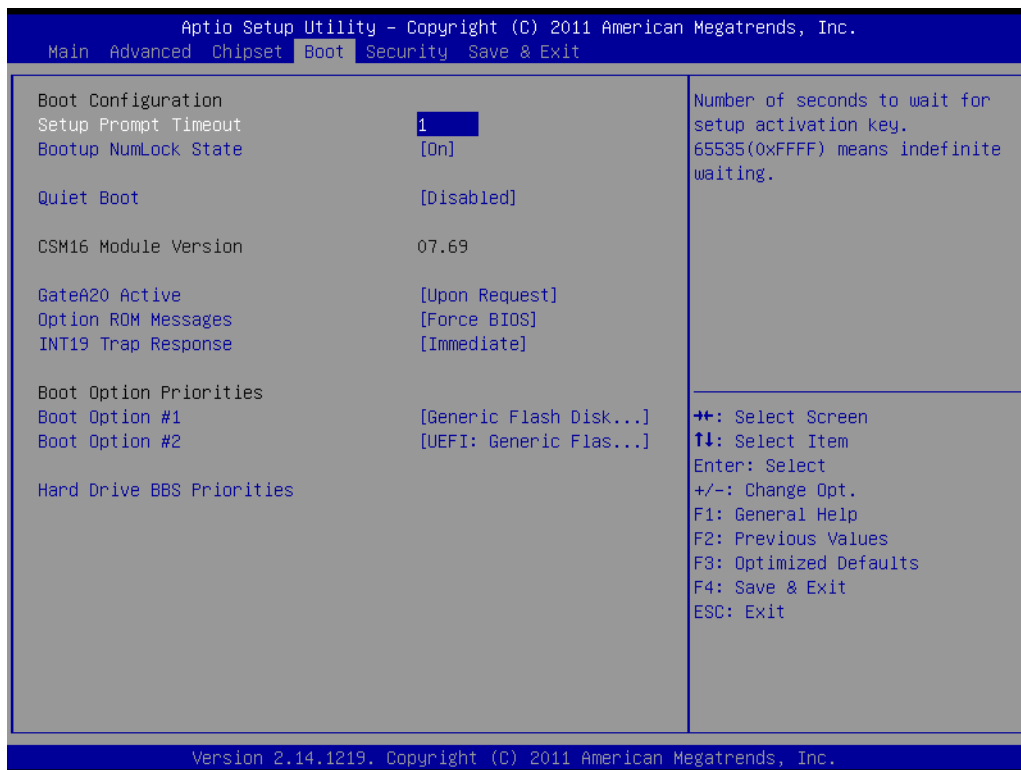 Aptio Setup Utility – Copyright (C) 2011 American Megatrends, Inc.
Main Advanced Chipset Boot Security Save & Exit
Boot Configuration
Setup Prompt Timeout 1
Bootup NumLock State [On]
Quiet Boot [Disabled]
CSM16 Module Version 07.69
GateA20 Active [Upon Request]
Option ROM Messages [Force BIOS]
INT19 Trap Response [Immediate]
Boot Option Priorities
Boot Option #1 [Generic Flash Disk...]
Boot Option #2 [UEFI: Generic Flas...]
Hard Drive BBS Priorities
Number of seconds to wait for
setup activation key.
65535(0xFFFF) means indefinite
waiting.
→←: Select Screen
↑↓: Select Item
Enter: Select
+/-: Change Opt.
F1: General Help
F2: Previous Values
F3: Optimized Defaults
F4: Save & Exit
ESC: Exit
Version 2.14.1219. Copyright (C) 2011 American Megatrends, Inc.